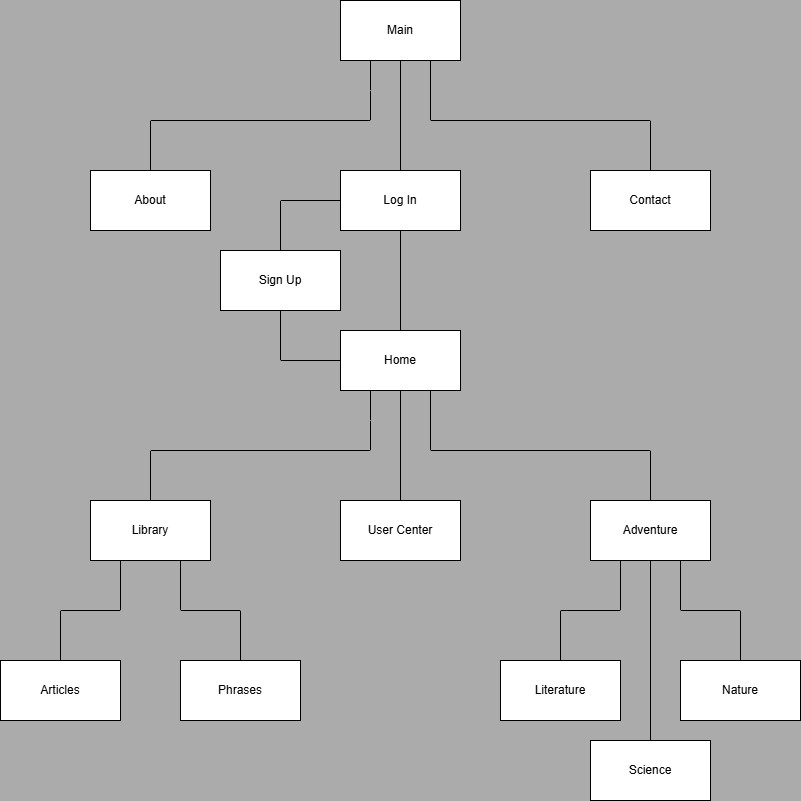 Main
About
Log In
Contact
Sign Up
Home
Library
User Center
Adventure
Articles
Phrases
Literature
Nature
Science